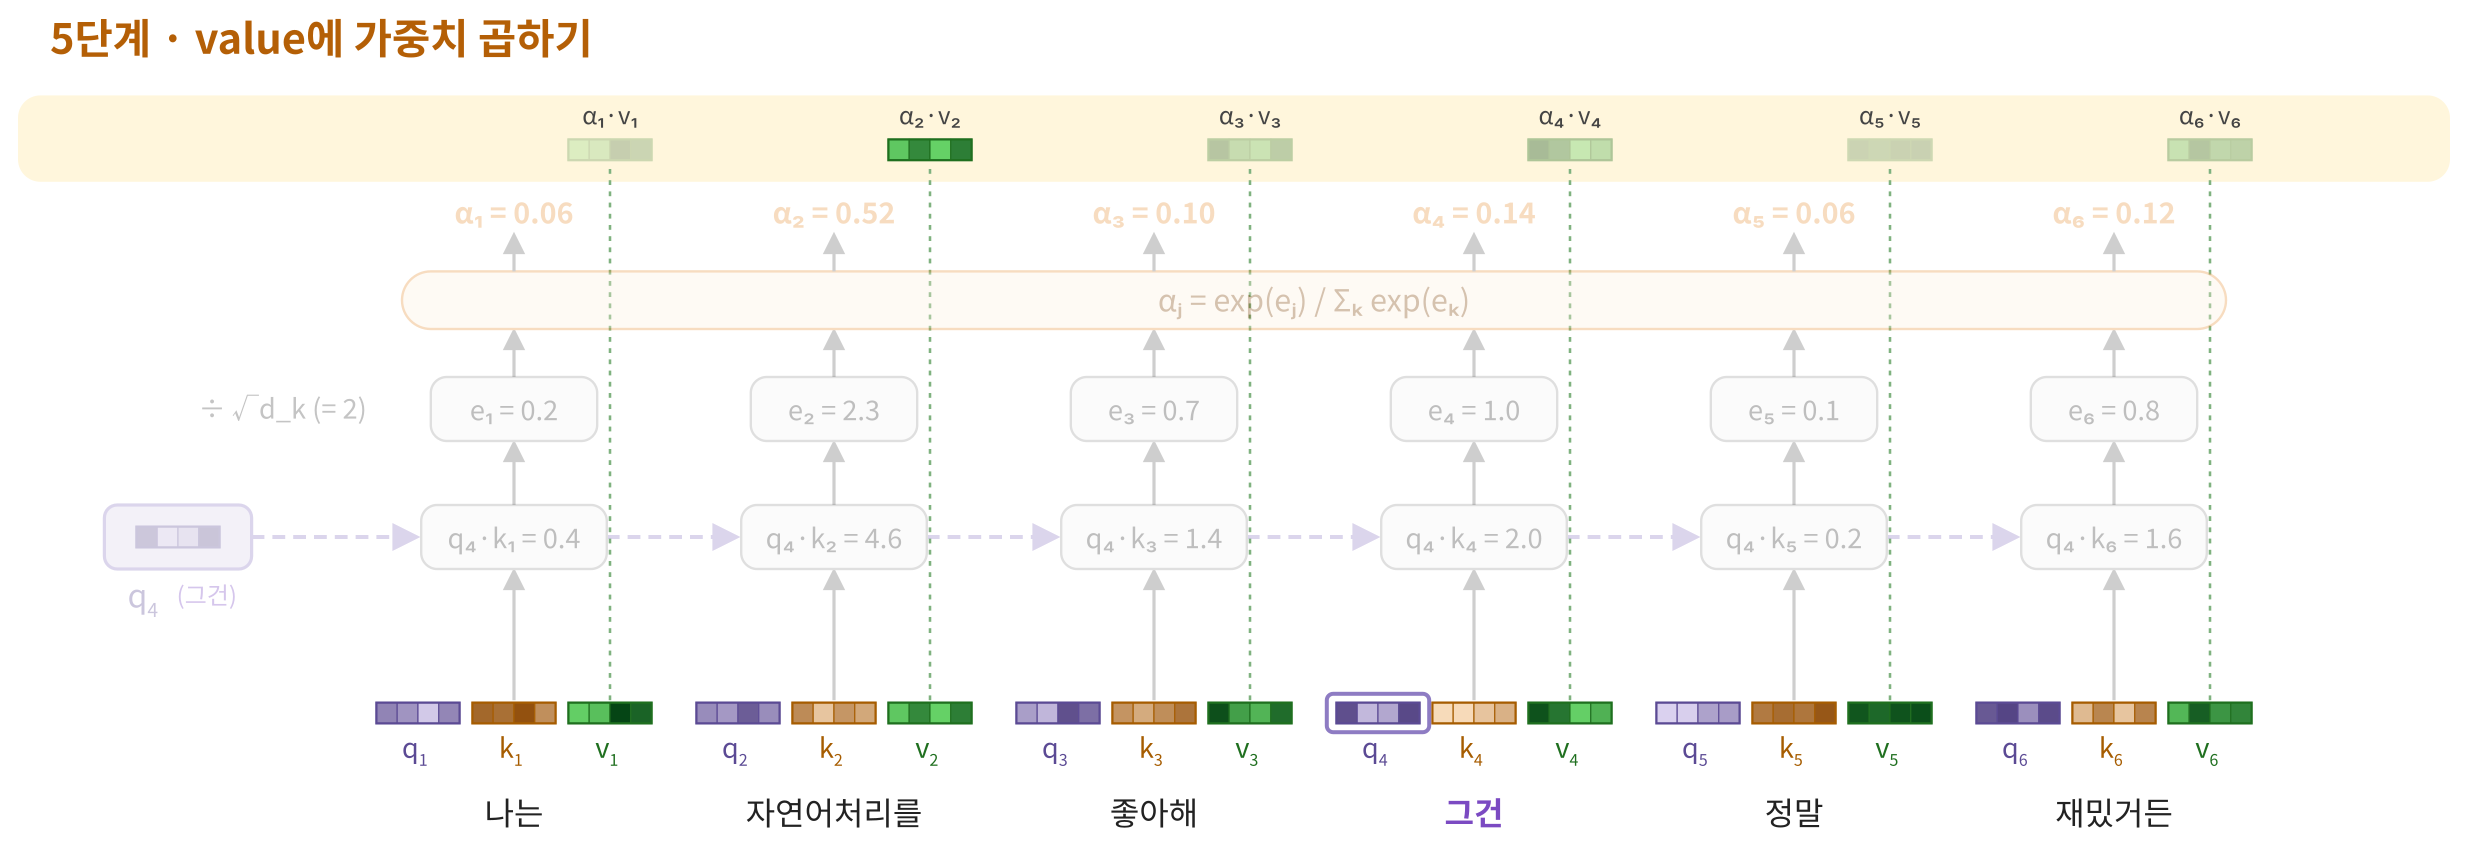 5단계 · value에 가중치 곱하기
α₁·v₁ α₂·v₂ α₃·v₃ α₄·v₄ α₅·v₅ α₆·v₆
α₁ = 0.06 α₂ = 0.52 α₃ = 0.10 α₄ = 0.14 α₅ = 0.06 α₆ = 0.12
αⱼ = exp(eⱼ) / Σₖ exp(eₖ)
÷ √d_k (= 2) e₁ = 0.2 e₂ = 2.3 e₃ = 0.7 e₄ = 1.0 e₅ = 0.1 e₆ = 0.8
q₄·k₁ = 0.4 q₄·k₂ = 4.6 q₄·k₃ = 1.4 q₄·k₄ = 2.0 q₄·k₅ = 0.2 q₄·k₆ = 1.6
q₄ (그건)
q₁ k₁ v₁ q₂ k₂ v₂ q₃ k₃ v₃ q₄ k₄ v₄ q₅ k₅ v₅ q₆ k₆ v₆
나는 자연어처리를 좋아해 그건 정말 재밌거든